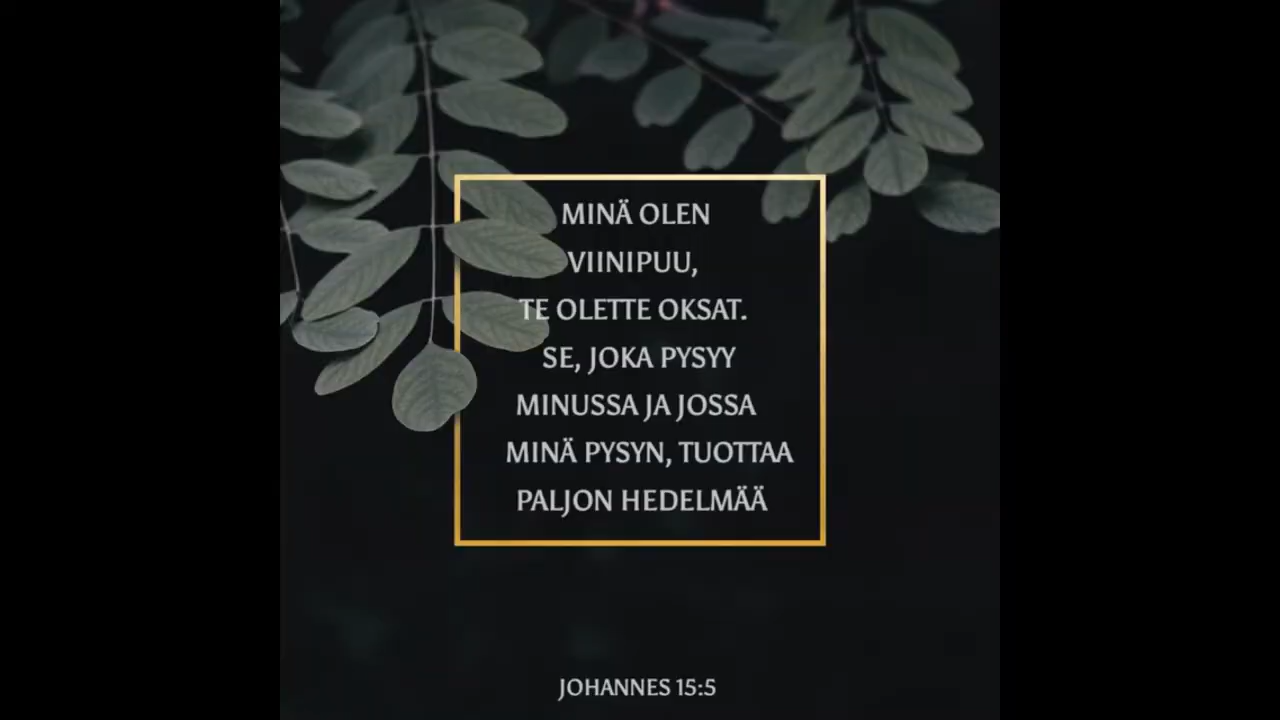 MINÄ OLEN
VIINIPUU,
TE OLETTE OKSAT.
SE, JOKA PYSYY
MINUSSA JA JOSSA
MINÄ PYSYN, TUOTTAA
PALJON HEDELMÄÄ
JOHANNES 15:5